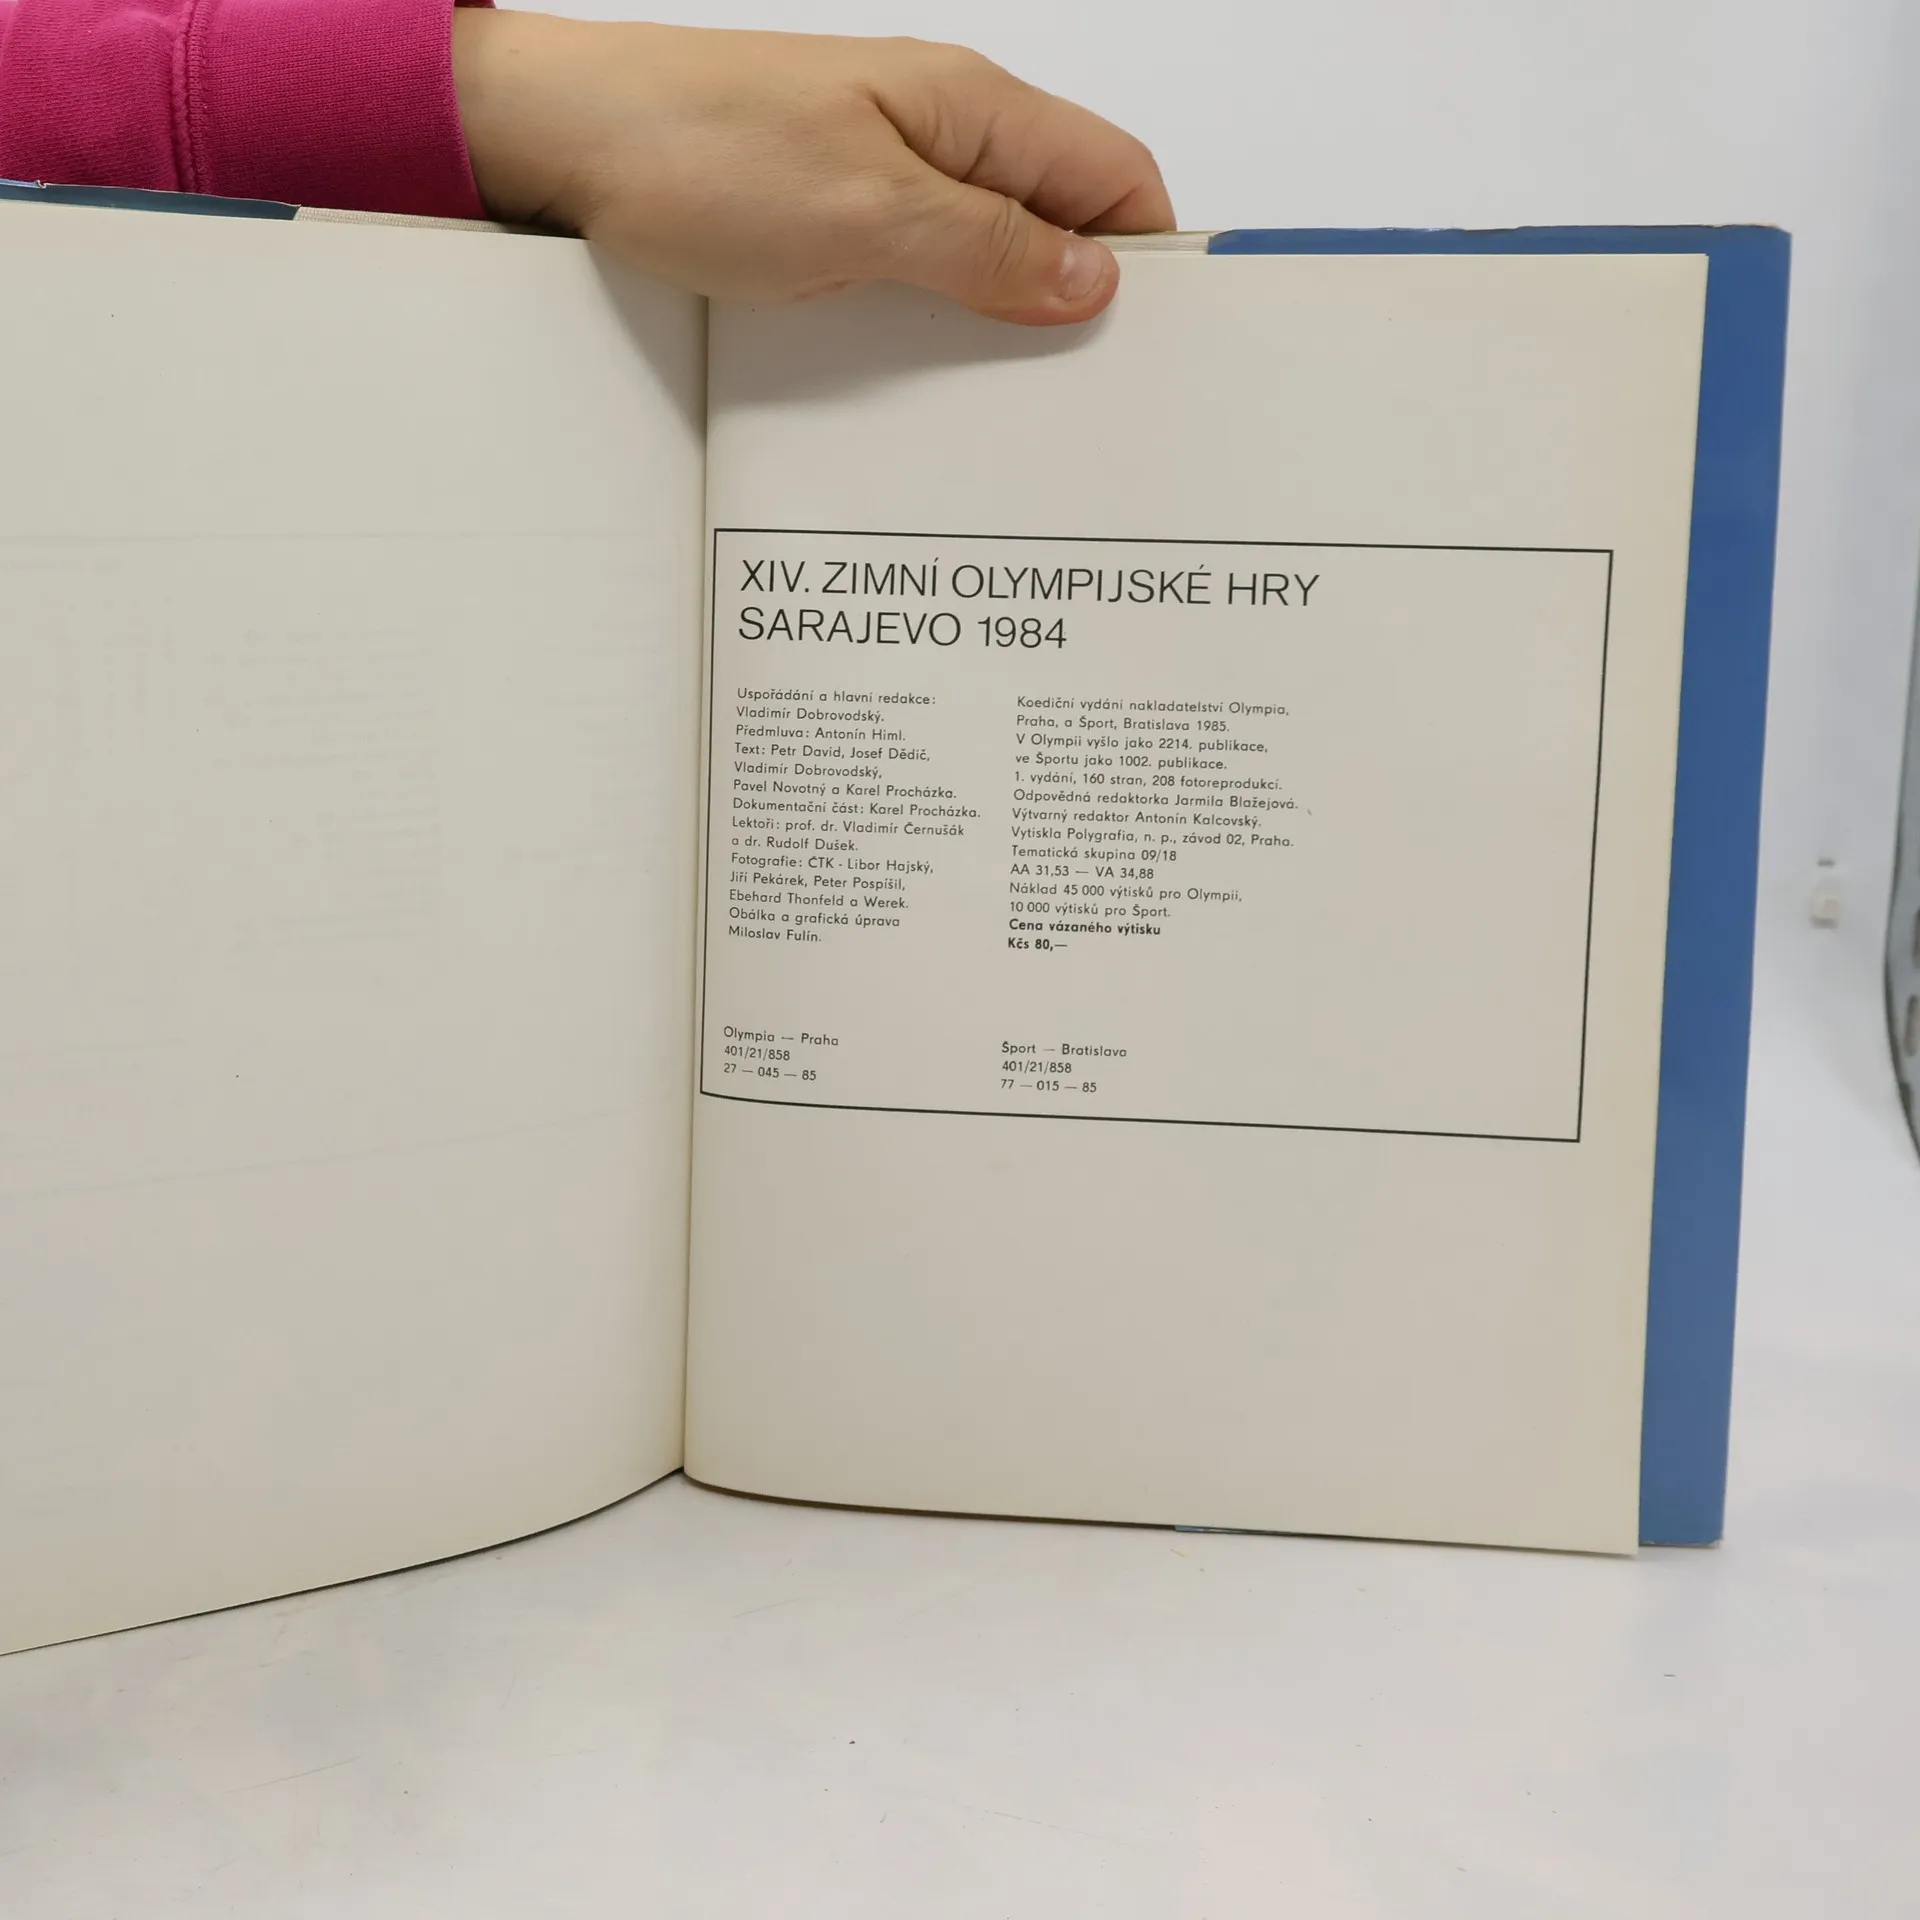 XIV. ZIMNÍ OLYMPIJSKÉ HRY
SARAJEVO 1984
Uspořádání a hlavní redakce:
Vladimír Dobrovodský.
Předmluva: Antonín Himl.
Text: Petr David, Josef Dědič,
Vladimír Dobrovodský,
Pavel Novotný a Karel Procházka.
Dokumentační část: Karel Procházka.
Lektoři: prof. dr. Vladimír Černušák
a dr. Rudolf Dušek.
Fotografie: ČTK - Libor Hajský,
Jiří Pekárek, Peter Pospíšil,
Ebehard Thonfeld a Werek.
Obálka a grafická úprava
Miloslav Fulín.
Koediční vydání nakladatelství Olympia,
Praha, a Šport, Bratislava 1985.
V Olympii vyšlo jako 2214. publikace,
ve Športu jako 1002. publikace.
1. vydání, 160 stran, 208 fotoreprodukcí.
Odpovědná redaktorka Jarmila Blažejová.
Výtvarný redaktor Antonín Kalcovský.
Vytiskla Polygrafia, n. p., závod 02, Praha.
Tematická skupina 09/18
AA 31,53 — VA 34,88
Náklad 45 000 výtisků pro Olympii,
10 000 výtisků pro Šport.
Cena vázaného výtisku
Kčs 80,—
Olympia — Praha
401/21/858
27 — 045 — 85
Šport — Bratislava
401/21/858
77 — 015 — 85